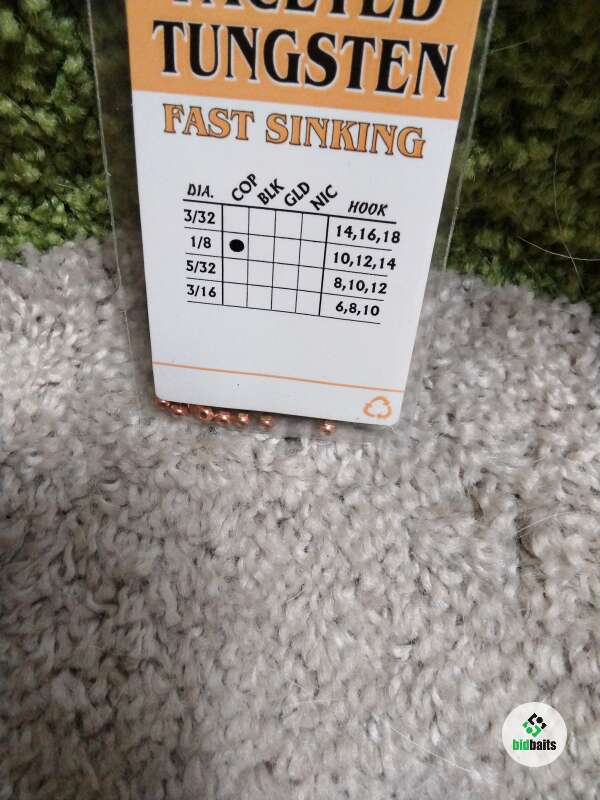 FACETED
TUNGSTEN
FAST SINKING
DIA. COP BLK GLD NIC HOOK
3/32 14,16,18
1/8 10,12,14
5/32 8,10,12
3/16 6,8,10
bidbaits